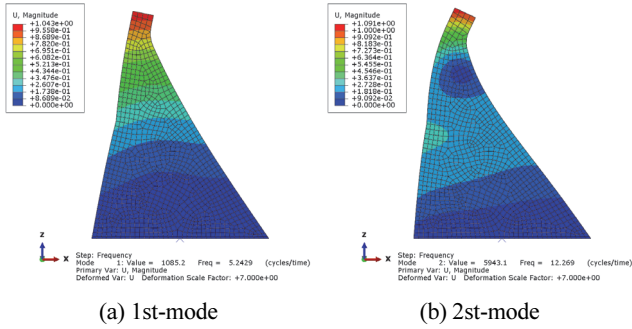 U, Magnitude
+1.043e+00
+9.558e-01
+8.689e-01
+7.820e-01
+6.951e-01
+6.082e-01
+5.213e-01
+4.344e-01
+3.476e-01
+2.607e-01
+1.738e-01
+8.689e-02
+0.000e+00
z
x
Step: Frequency
Mode 1: Value = 1085.2 Freq = 5.2429 (cycles/time)
Primary Var: U, Magnitude
Deformed Var: U Deformation Scale Factor: +7.000e+00
(a) 1st-mode
U, Magnitude
+1.091e+00
+1.000e+00
+9.092e-01
+8.183e-01
+7.273e-01
+6.364e-01
+5.455e-01
+4.546e-01
+3.637e-01
+2.728e-01
+1.818e-01
+9.092e-02
+0.000e+00
z
x
Step: Frequency
Mode 2: Value = 5943.1 Freq = 12.269 (cycles/time)
Primary Var: U, Magnitude
Deformed Var: U Deformation Scale Factor: +7.000e+00
(b) 2st-mode